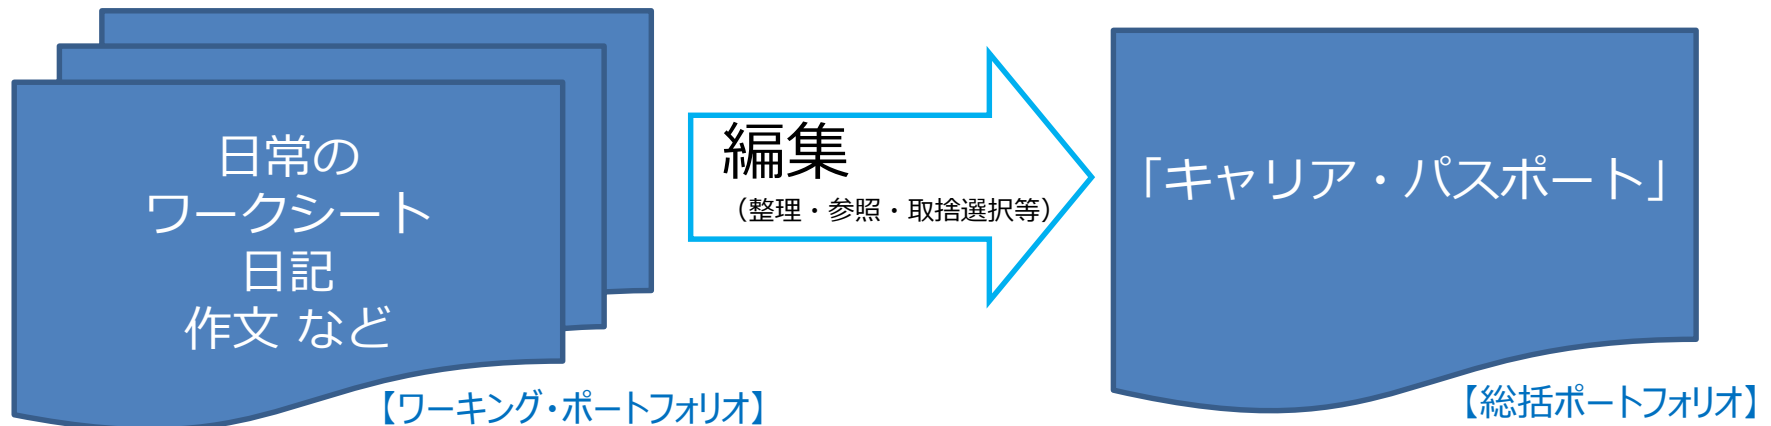 日常の
ワークシート
日記
作文 など
【ワーキング・ポートフォリオ】
編集
（整理・参照・取捨選択等）
「キャリア・パスポート」
【総括ポートフォリオ】